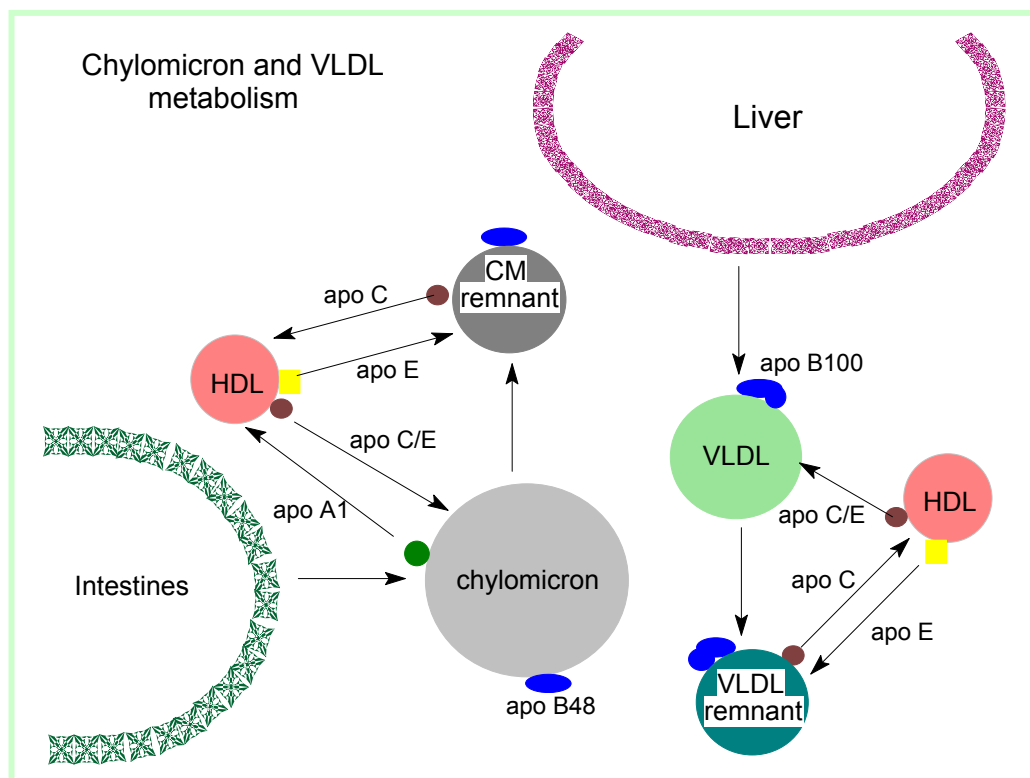 Chylomicron and VLDL
metabolism
Liver
CM
remnant
apo C
apo E
HDL
apo C/E
apo A1
Intestines
chylomicron
apo B48
apo B100
VLDL
HDL
apo C/E
apo C
apo E
VLDL
remnant